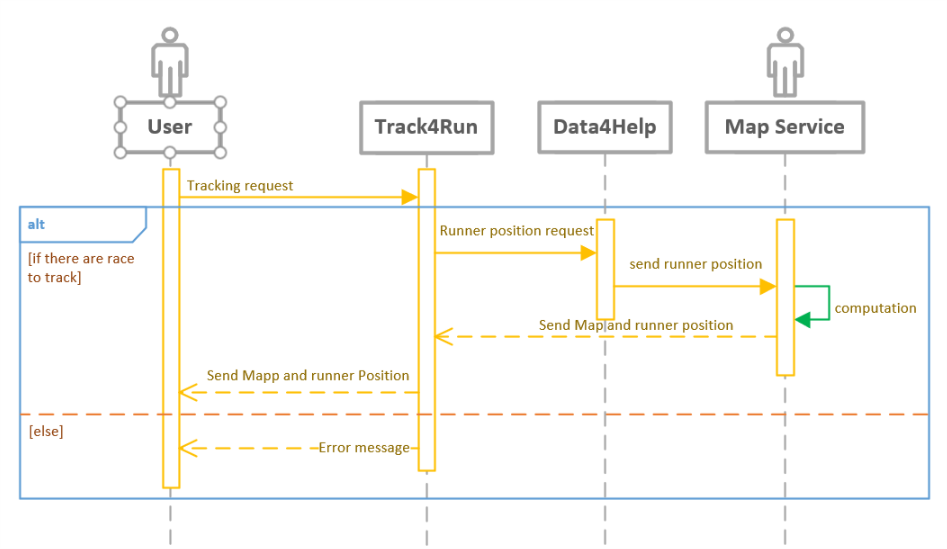 User
Track4Run
Data4Help
Map Service
Tracking request
alt
Runner position request
[if there are race
to track]
send runner position
computation
Send Map and runner position
Send Mapp and runner Position
[else]
Error message